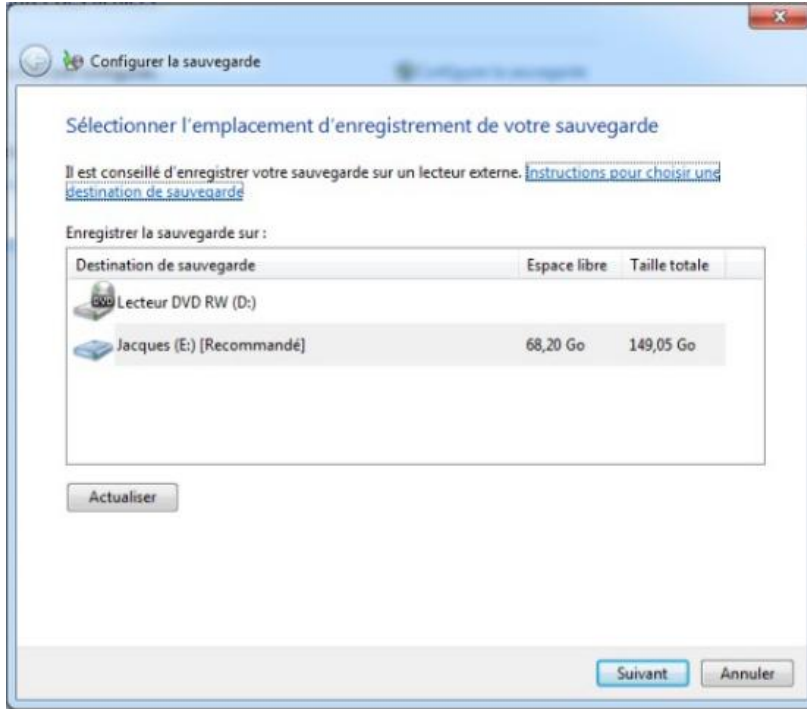 Configurer la sauvegarde
Sélectionner l'emplacement d'enregistrement de votre sauvegarde
Il est conseillé d'enregistrer votre sauvegarde sur un lecteur externe. Instructions pour choisir une
destination de sauvegarde
Enregistrer la sauvegarde sur :
Destination de sauvegarde Espace libre Taille totale
DVD Lecteur DVD RW (D:)
Jacques (E:) [Recommandé] 68,20 Go 149,05 Go
Actualiser
Suivant Annuler